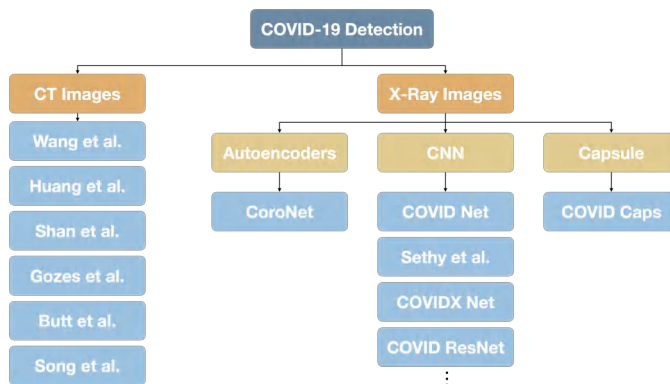 COVID-19 Detection
CT Images
X-Ray Images
Wang et al.
Huang et al.
Shan et al.
Gozes et al.
Butt et al.
Song et al.
Autoencoders
CNN
Capsule
CoroNet
COVID Net
COVID Caps
Sethy et al.
COVIDX Net
COVID ResNet